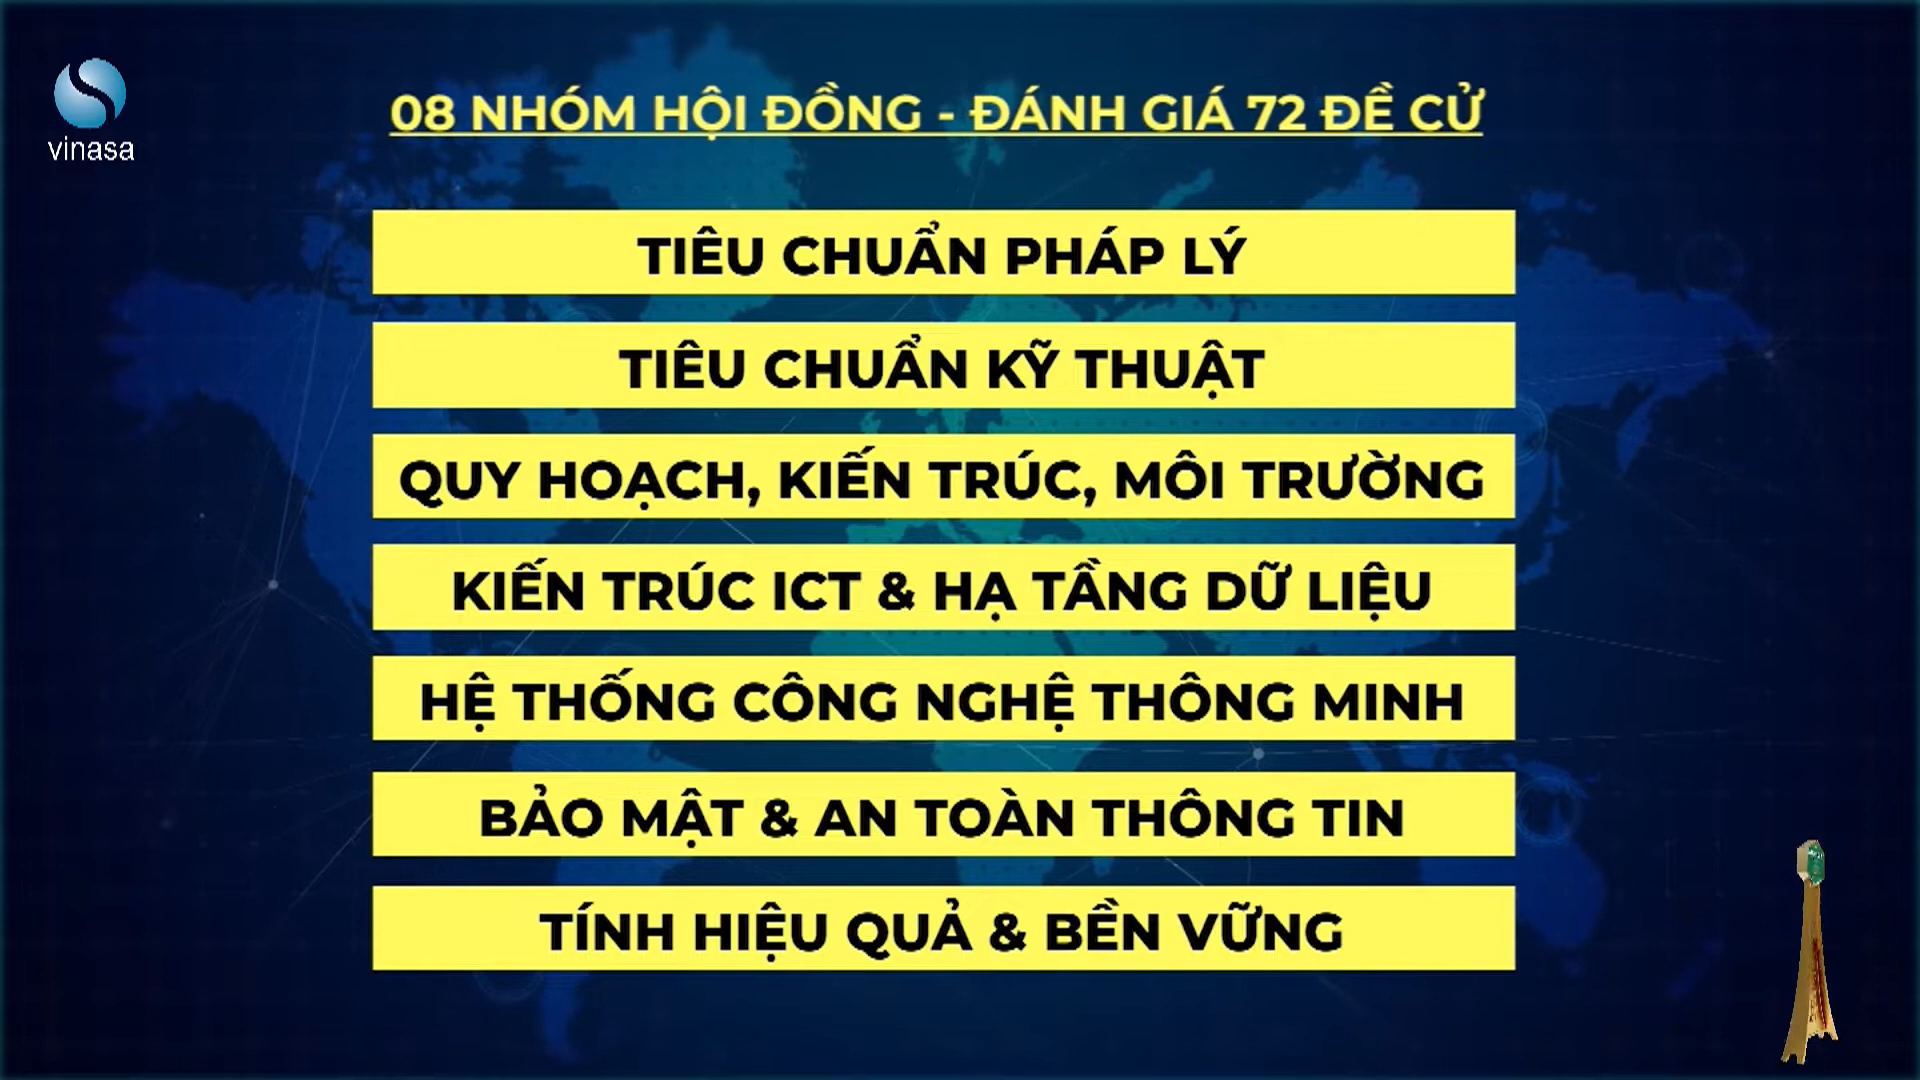 vinasa
08 NHÓM HỘI ĐỒNG - ĐÁNH GIÁ 72 ĐỀ CỬ
TIÊU CHUẨN PHÁP LÝ
TIÊU CHUẨN KỸ THUẬT
QUY HOẠCH, KIẾN TRÚC, MÔI TRƯỜNG
KIẾN TRÚC ICT & HẠ TẦNG DỮ LIỆU
HỆ THỐNG CÔNG NGHỆ THÔNG MINH
BẢO MẬT & AN TOÀN THÔNG TIN
TÍNH HIỆU QUẢ & BỀN VỮNG